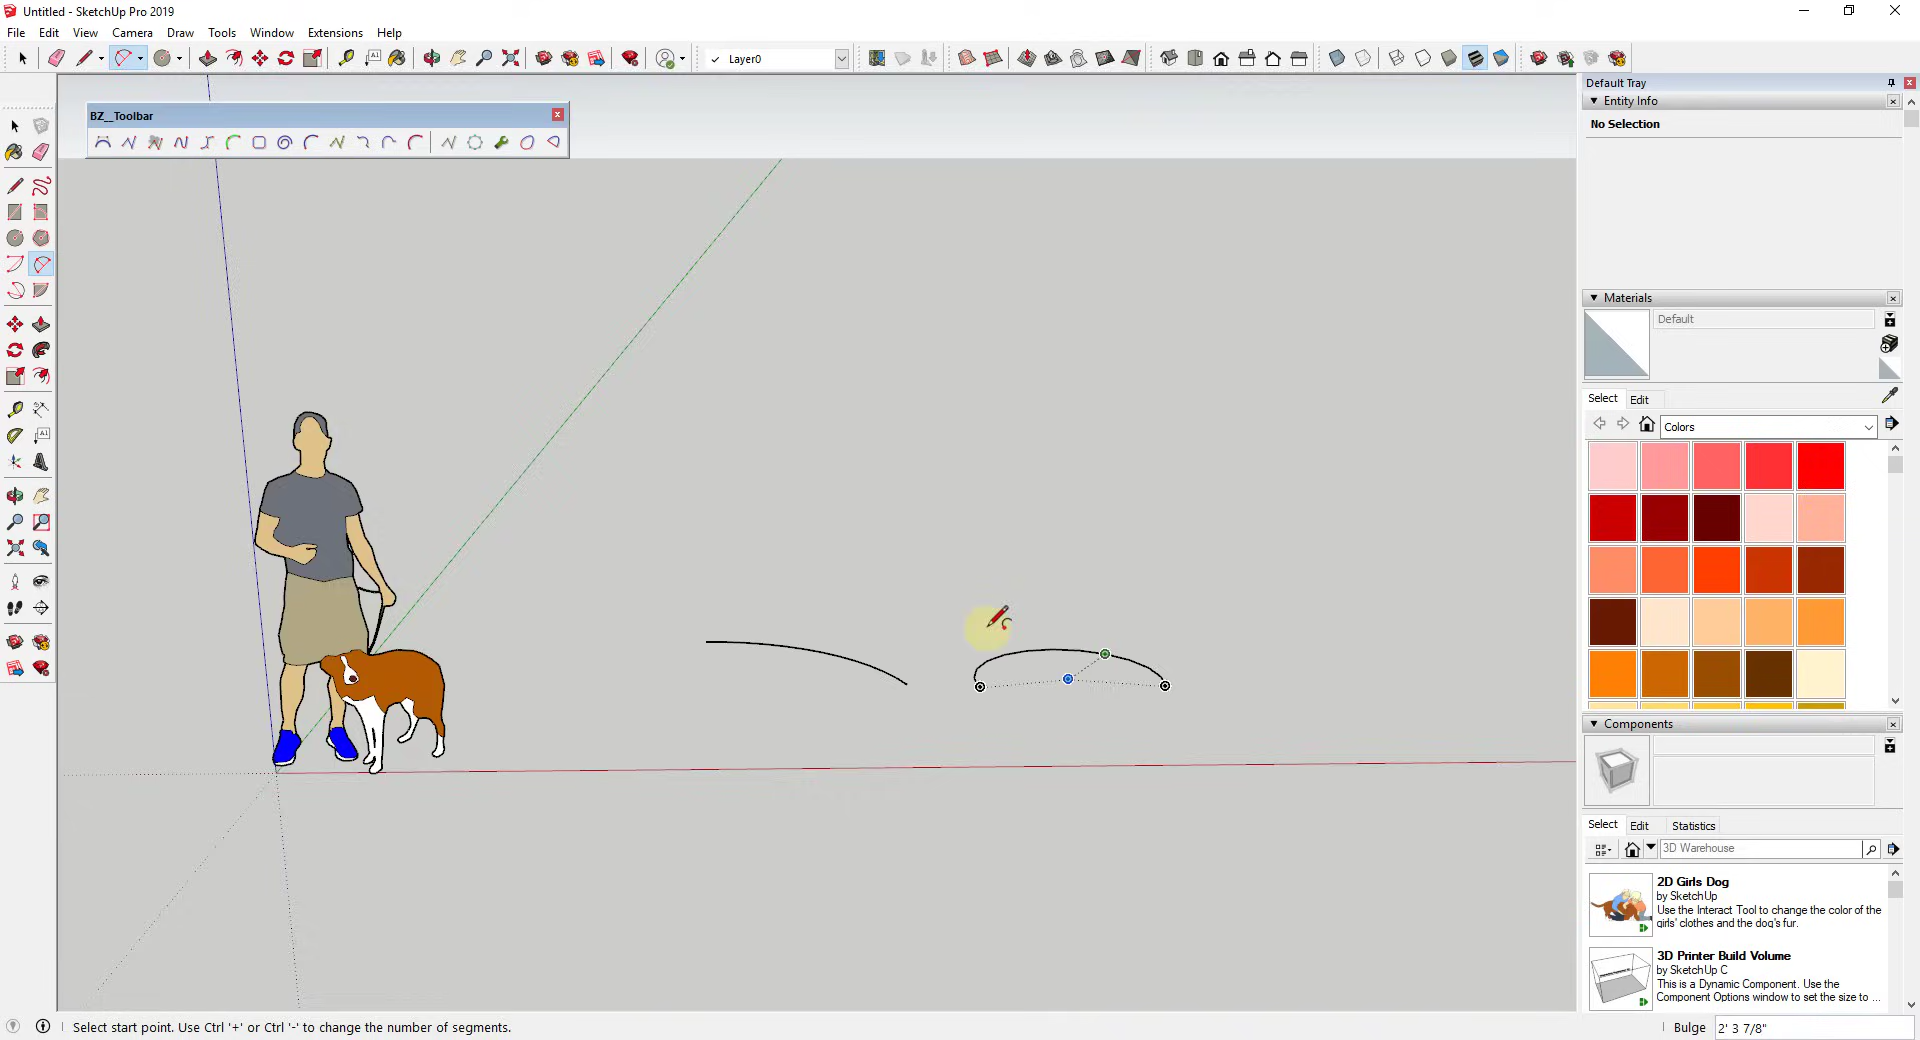 Untitled - SketchUp Pro 2019
File Edit View Camera Draw Tools Window Extensions Help
Layer0
Default Tray
Entity Info
No Selection
BZ__Toolbar
Materials
Default
Select Edit
Colors
Components
Select Edit Statistics
3D Warehouse
2D Girls Dog
by SketchUp
Use the Interact Tool to change the color of the
girls' clothes and the dog's fur.
3D Printer Build Volume
by SketchUp C
This is a Dynamic Component. Use the
Component Options window to set the size to ...
Select start point. Use Ctrl '+' or Ctrl '-' to change the number of segments.
Bulge 2' 3 7/8"